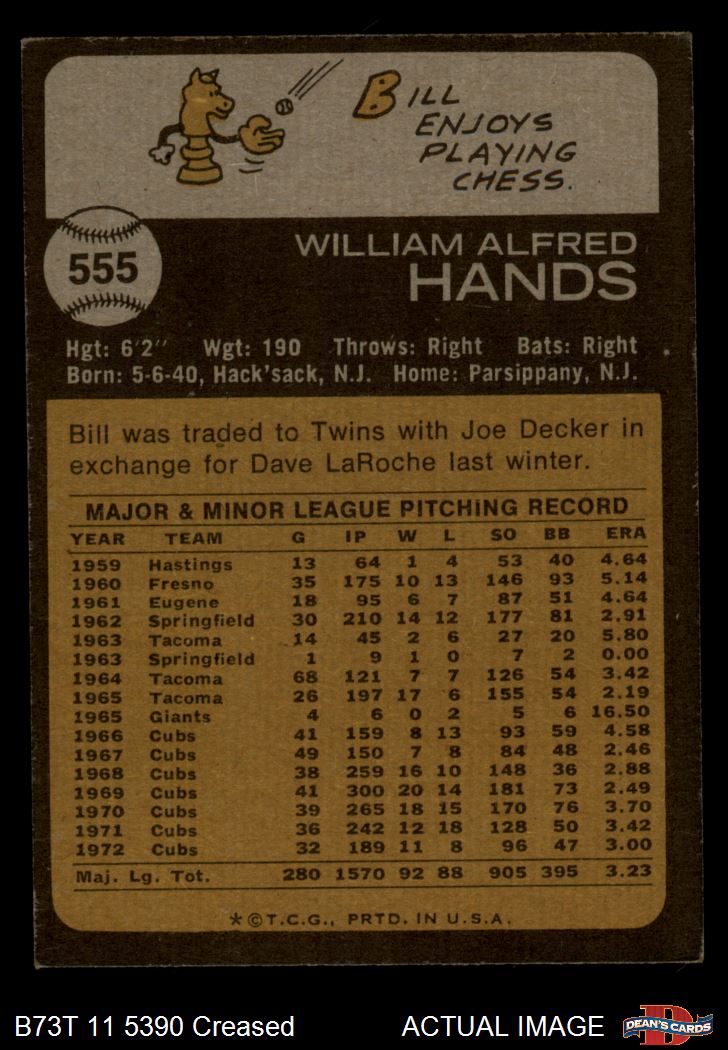 BILL
ENJOYS
PLAYING
CHESS.
555
WILLIAM ALFRED
HANDS
Hgt: 6'2" Wgt: 190 Throws: Right Bats: Right
Born: 5-6-40, Hack'sack, N.J. Home: Parsippany, N.J.
Bill was traded to Twins with Joe Decker in
exchange for Dave LaRoche last winter.
MAJOR & MINOR LEAGUE PITCHING RECORD
YEAR TEAM G IP W L SO BB ERA
1959 Hastings 13 64 1 4 53 40 4.64
1960 Fresno 35 175 10 13 146 93 5.14
1961 Eugene 18 95 6 7 87 51 4.64
1962 Springfield 30 210 14 12 177 81 2.91
1963 Tacoma 14 45 2 6 27 20 5.80
1963 Springfield 1 9 1 0 7 2 0.00
1964 Tacoma 68 121 7 7 126 54 3.42
1965 Tacoma 26 197 17 6 155 54 2.19
1965 Giants 4 6 0 2 5 6 16.50
1966 Cubs 41 159 8 13 93 59 4.58
1967 Cubs 49 150 7 8 84 48 2.46
1968 Cubs 38 259 16 10 148 36 2.88
1969 Cubs 41 300 20 14 181 73 2.49
1970 Cubs 39 265 18 15 170 76 3.70
1971 Cubs 36 242 12 18 128 50 3.42
1972 Cubs 32 189 11 8 96 47 3.00
Maj. Lg. Tot. 280 1570 92 88 905 395 3.23
*©T.C.G., PRTD. IN U.S.A.
B73T 11 5390 Creased ACTUAL IMAGE
D
DEAN'S CARDS